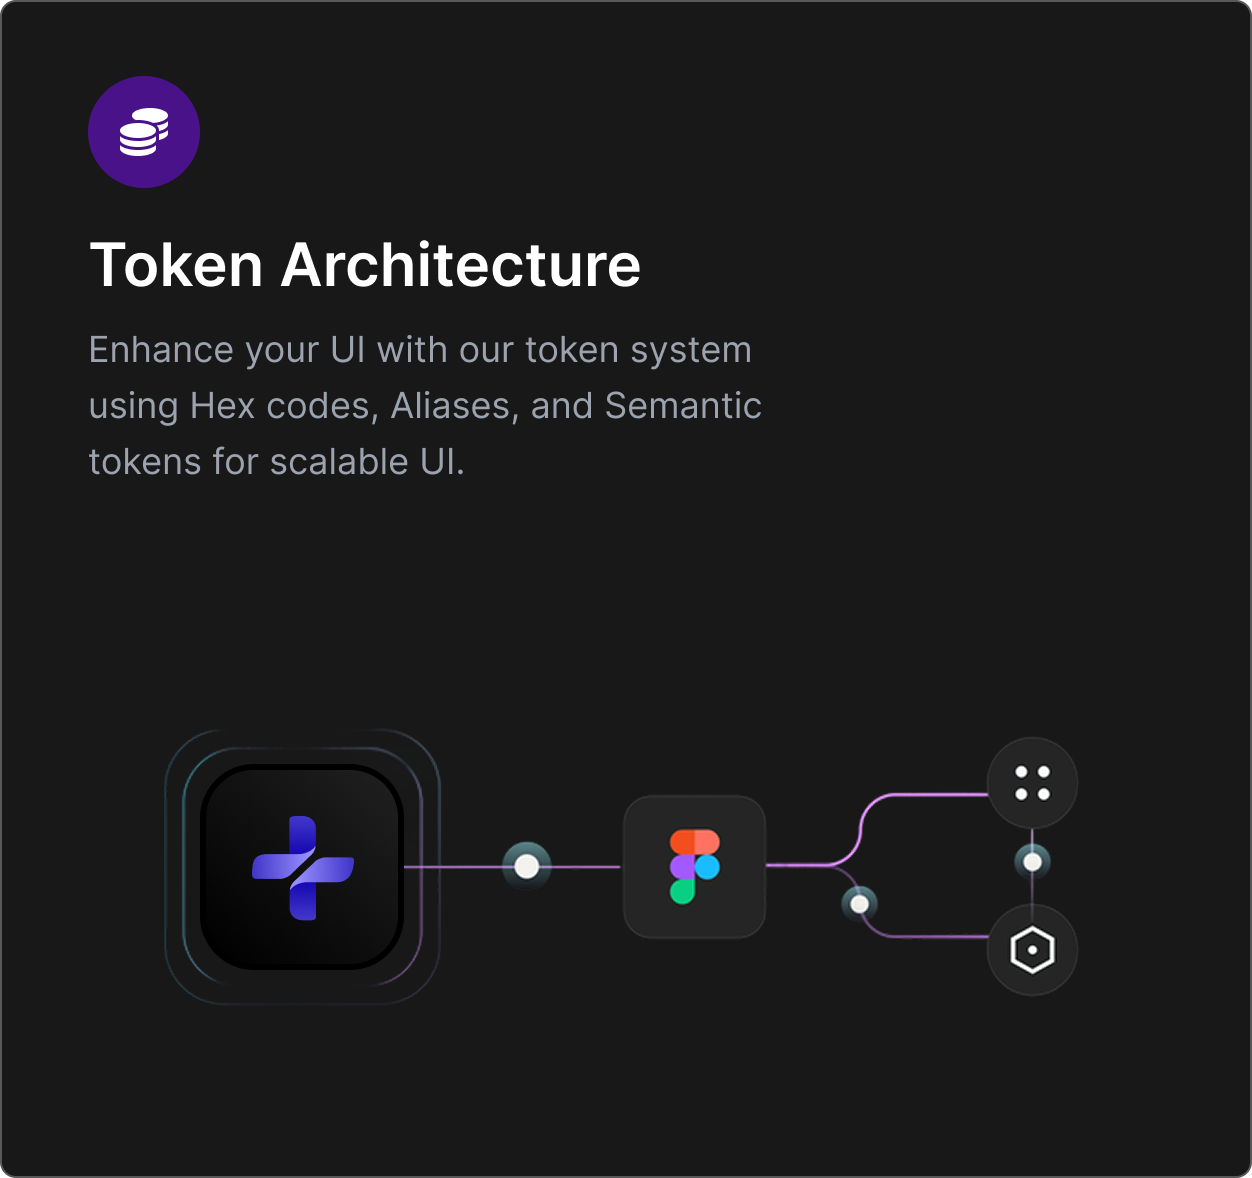 Token Architecture
Enhance your UI with our token system
using Hex codes, Aliases, and Semantic
tokens for scalable UI.